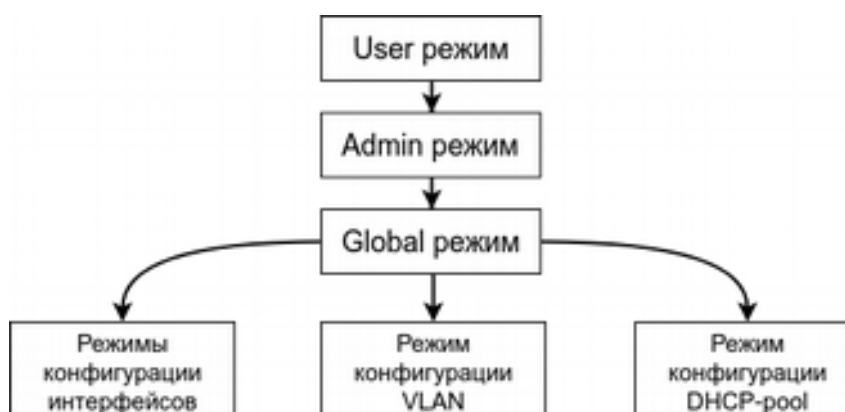 User режим
Admin режим
Global режим
Режимы
конфигурации
интерфейсов
Режим
конфигурации
VLAN
Режим
конфигурации
DHCP-pool